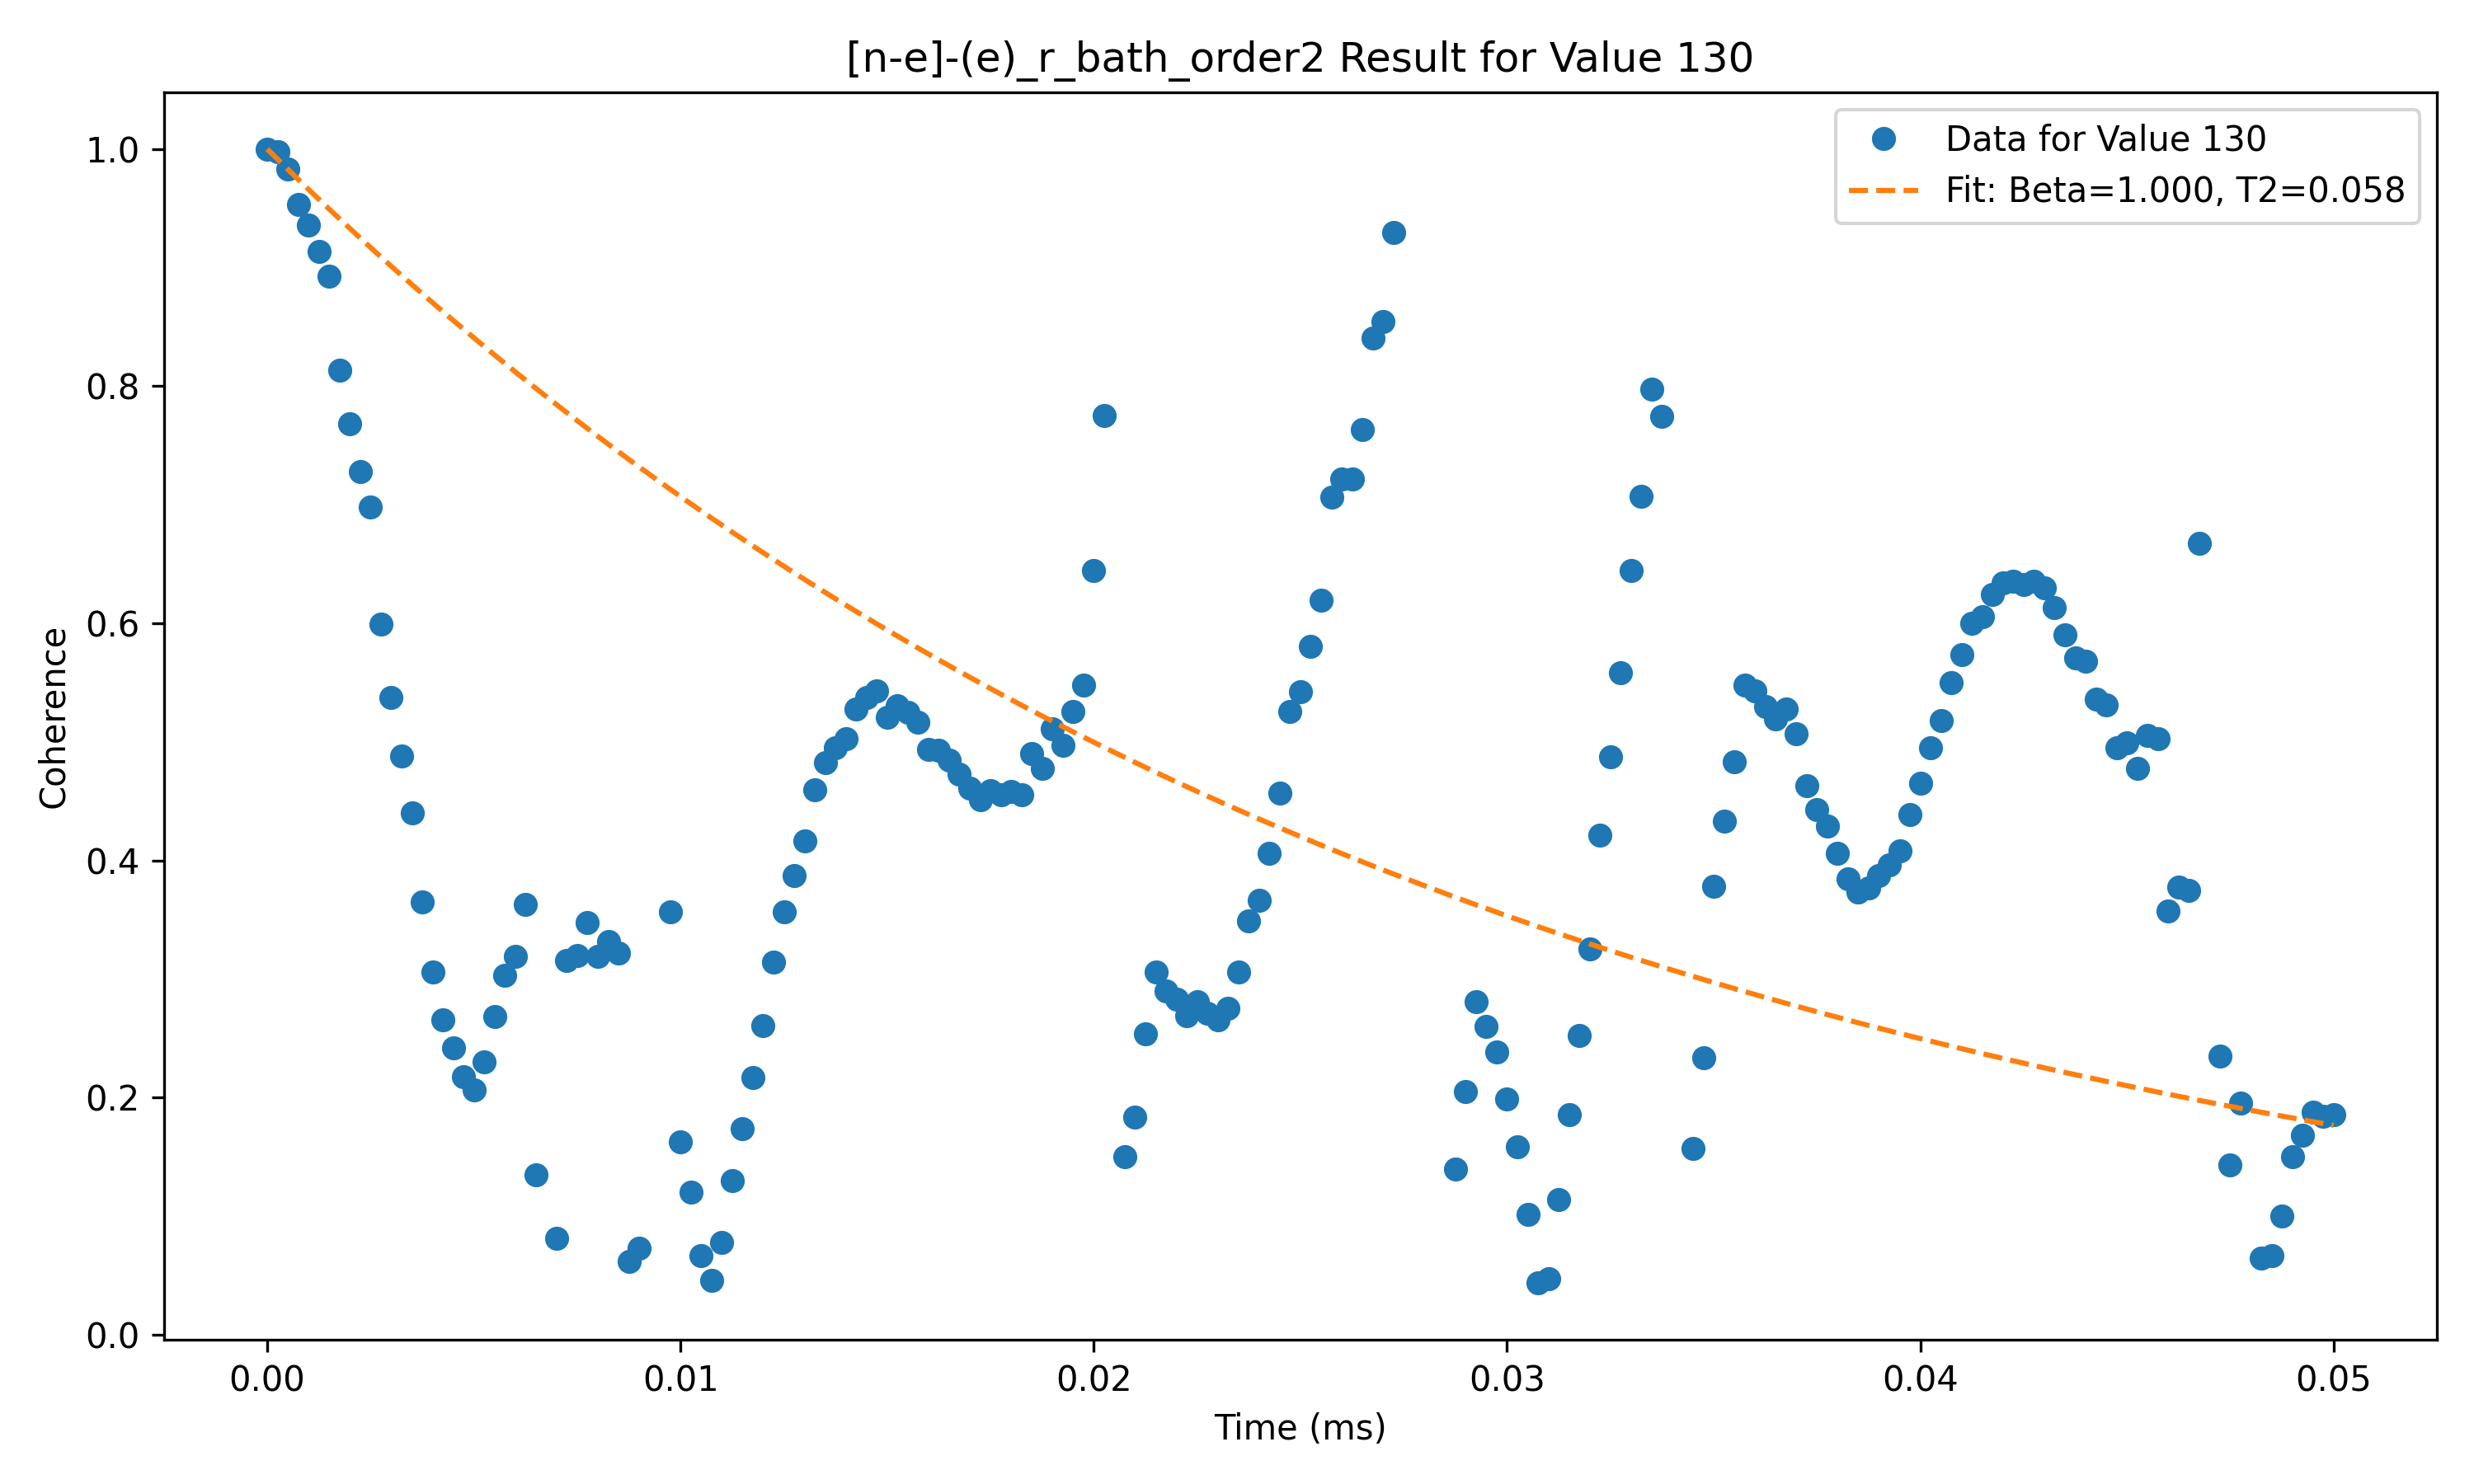 [n-e]-(e)_r_bath_order2 Result for Value 130
Data for Value 130
Fit: Beta=1.000, T2=0.058
Coherence
1.0
0.8
0.6
0.4
0.2
0.0
0.00 0.01 0.02 0.03 0.04 0.05
Time (ms)